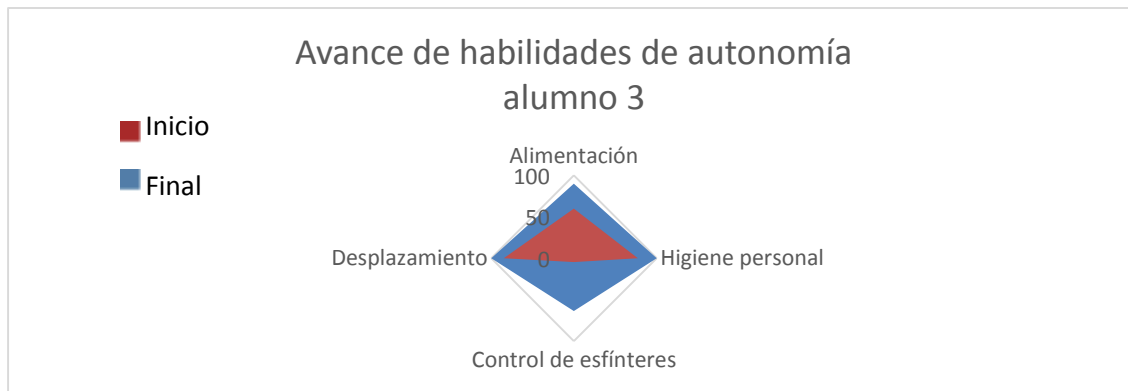 Avance de habilidades de autonomía
alumno 3
Inicio
Final
Alimentación
100
50
0
Desplazamiento
Higiene personal
Control de esfínteres